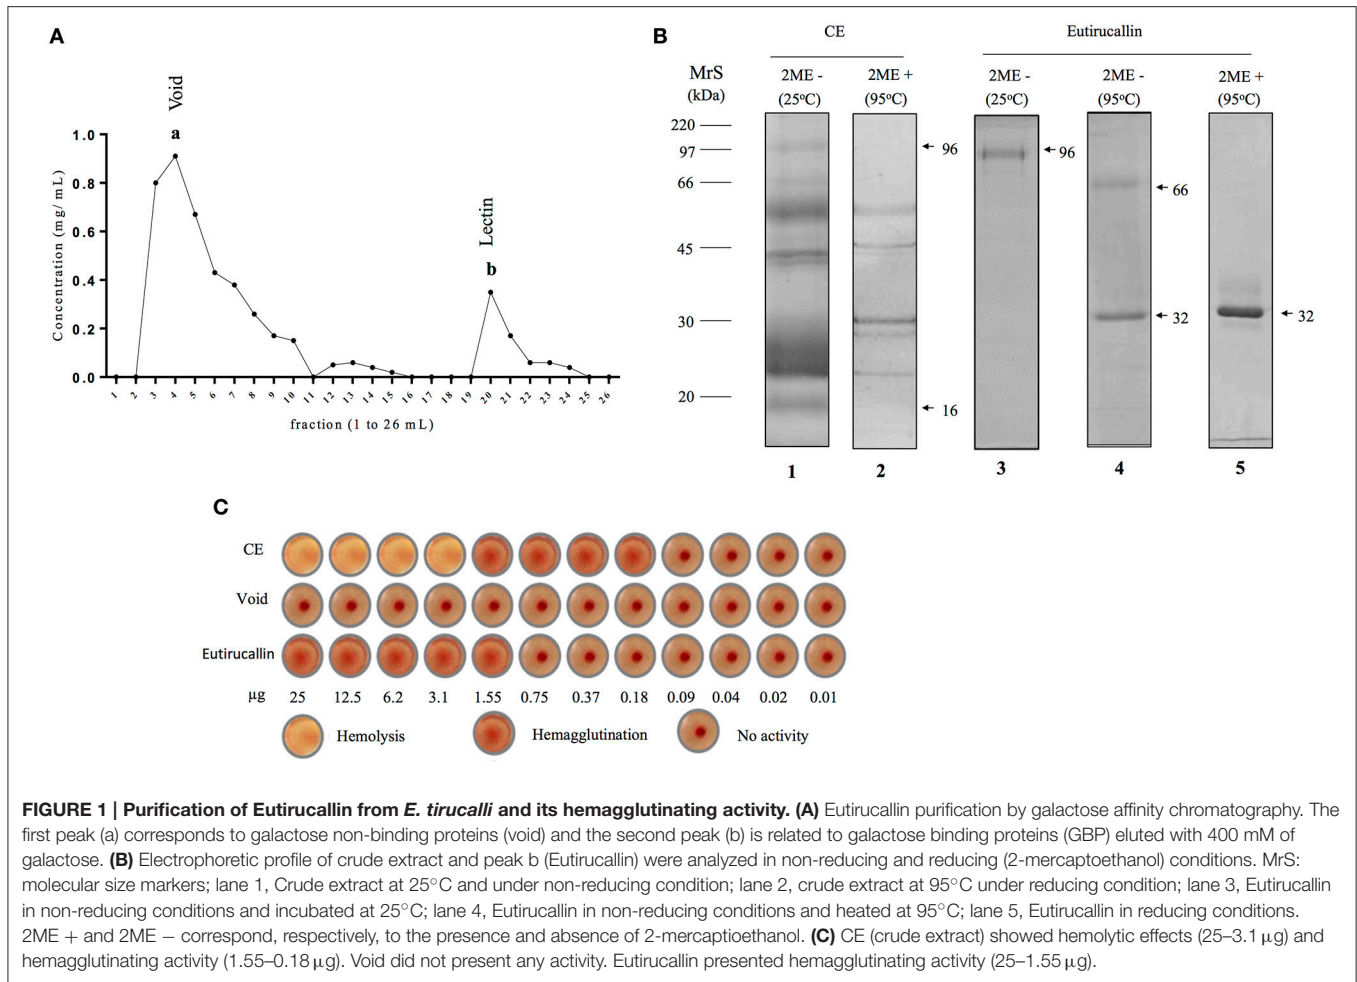 A
Void
a
Lectin
b
Concentration (mg/mL)
1.0
0.8
0.6
0.4
0.2
0.0
1 2 3 4 5 6 7 8 9 10 11 12 13 14 15 16 17 18 19 20 21 22 23 24 25 26
fraction (1 to 26 mL)
B
CE Eutirucallin
MrS 2ME - 2ME + 2ME - 2ME - 2ME +
(kDa) (25ºC) (95ºC) (25ºC) (95ºC) (95ºC)
220
97 96 96
66 66
45
30 32 32
20 16
1 2 3 4 5
C
CE
Void
Eutirucallin
µg 25 12.5 6.2 3.1 1.55 0.75 0.37 0.18 0.09 0.04 0.02 0.01
Hemolysis Hemagglutination No activity
FIGURE 1 | Purification of Eutirucallin from E. tirucalli and its hemagglutinating activity. (A) Eutirucallin purification by galactose affinity chromatography. The
first peak (a) corresponds to galactose non-binding proteins (void) and the second peak (b) is related to galactose binding proteins (GBP) eluted with 400 mM of
galactose. (B) Electrophoretic profile of crude extract and peak b (Eutirucallin) were analyzed in non-reducing and reducing (2-mercaptoethanol) conditions. MrS:
molecular size markers; lane 1, Crude extract at 25°C and under non-reducing condition; lane 2, crude extract at 95°C under reducing condition; lane 3, Eutirucallin
in non-reducing conditions and incubated at 25°C; lane 4, Eutirucallin in non-reducing conditions and heated at 95°C; lane 5, Eutirucallin in reducing conditions.
2ME + and 2ME − correspond, respectively, to the presence and absence of 2-mercaptioethanol. (C) CE (crude extract) showed hemolytic effects (25–3.1 µg) and
hemagglutinating activity (1.55–0.18 µg). Void did not present any activity. Eutirucallin presented hemagglutinating activity (25–1.55 µg).